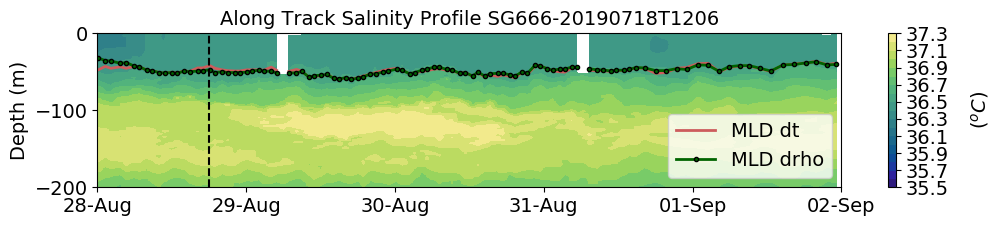 Along Track Salinity Profile SG666-20190718T1206
Depth (m)
0
−100
−200
28-Aug 29-Aug 30-Aug 31-Aug 01-Sep 02-Sep
MLD dt
MLD drho
37.3
37.1
36.9
36.7
36.5
36.3
36.1
35.9
35.7
35.5
(°C)